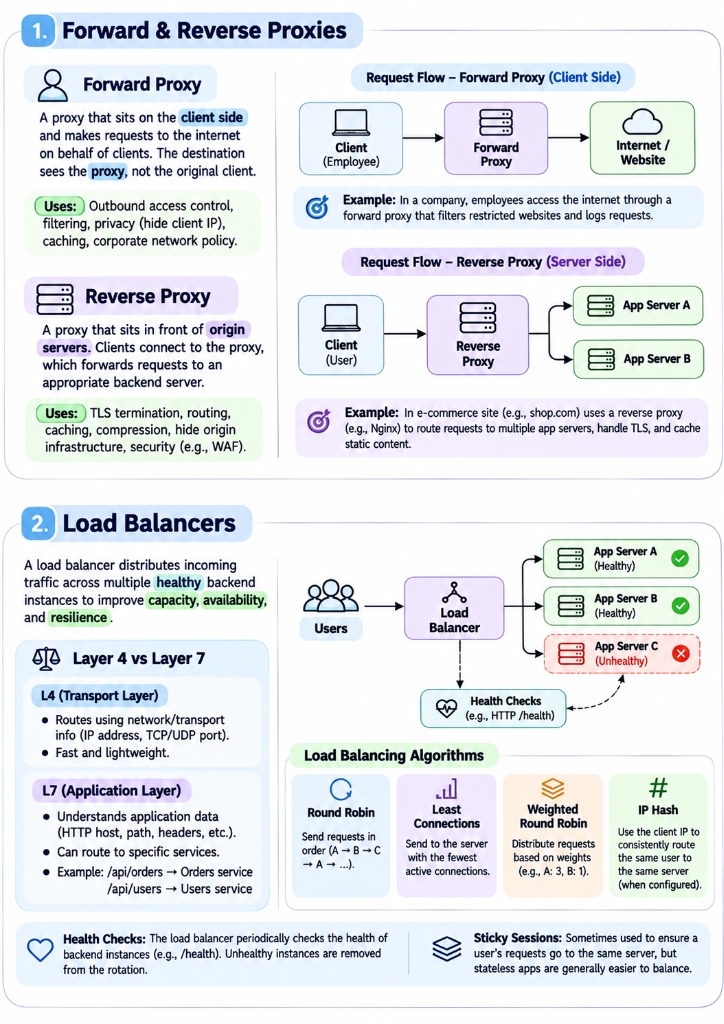 1. Forward & Reverse Proxies
Forward Proxy
A proxy that sits on the client side
and makes requests to the internet
on behalf of clients. The destination
sees the proxy, not the original client.
Uses: Outbound access control,
filtering, privacy (hide client IP),
caching, corporate network policy.
Reverse Proxy
A proxy that sits in front of origin
servers. Clients connect to the proxy,
which forwards requests to an
appropriate backend server.
Uses: TLS termination, routing,
caching, compression, hide origin
infrastructure, security (e.g., WAF).
Request Flow – Forward Proxy (Client Side)
Client
(Employee)
Forward
Proxy
Internet /
Website
Example: In a company, employees access the internet through a
forward proxy that filters restricted websites and logs requests.
Request Flow – Reverse Proxy (Server Side)
Client
(User)
Reverse
Proxy
App Server A
App Server B
Example: In e-commerce site (e.g., shop.com) uses a reverse proxy
(e.g., Nginx) to route requests to multiple app servers, handle TLS, and cache
static content.
2. Load Balancers
A load balancer distributes incoming
traffic across multiple healthy backend
instances to improve capacity, availability,
and resilience.
Layer 4 vs Layer 7
L4 (Transport Layer)
• Routes using network/transport
info (IP address, TCP/UDP port).
• Fast and lightweight.
L7 (Application Layer)
• Understands application data
(HTTP host, path, headers, etc.).
• Can route to specific services.
• Example: /api/orders → Orders service
/api/users → Users service
Users
Load
Balancer
App Server A
(Healthy)
App Server B
(Healthy)
App Server C
(Unhealthy)
Health Checks
(e.g., HTTP /health)
Load Balancing Algorithms
Round Robin
Send requests in
order (A → B → C
→ A → ...).
Least
Connections
Send to the server
with the fewest
active connections.
Weighted
Round Robin
Distribute requests
based on weights
(e.g., A: 3, B: 1).
#
IP Hash
Use the client IP to
consistently route
the same user to
the same server
(when configured).
Health Checks: The load balancer periodically checks the health of
backend instances (e.g., /health). Unhealthy instances are removed
from the rotation.
Sticky Sessions: Sometimes used to ensure a
user's requests go to the same server, but
stateless apps are generally easier to balance.